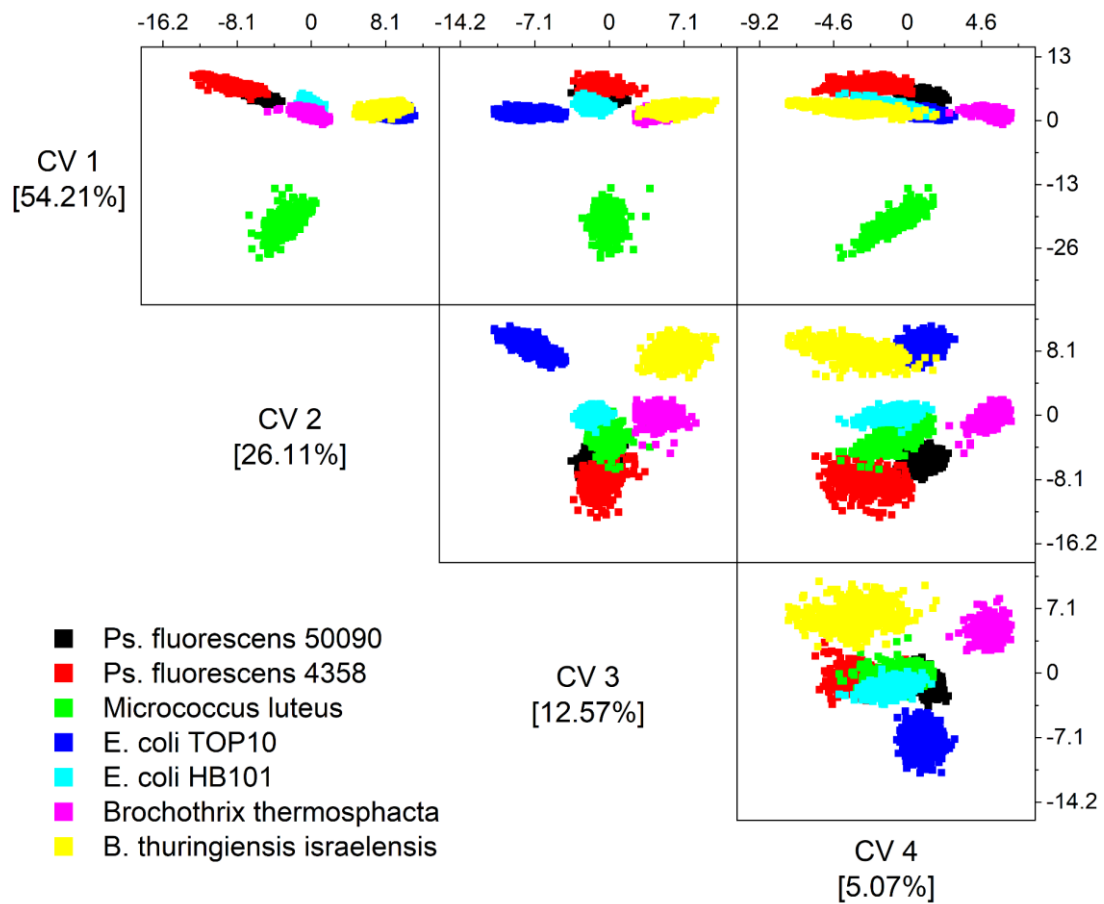 -16.2 -8.1 0 8.1 -14.2 -7.1 0 7.1 -9.2 -4.6 0 4.6
13
0
-13
-26
CV 1
[54.21%]
8.1
0
-8.1
-16.2
CV 2
[26.11%]
7.1
0
-7.1
-14.2
CV 3
[12.57%]
Ps. fluorescens 50090
Ps. fluorescens 4358
Micrococcus luteus
E. coli TOP10
E. coli HB101
Brochothrix thermosphacta
B. thuringiensis israelensis
CV 4
[5.07%]